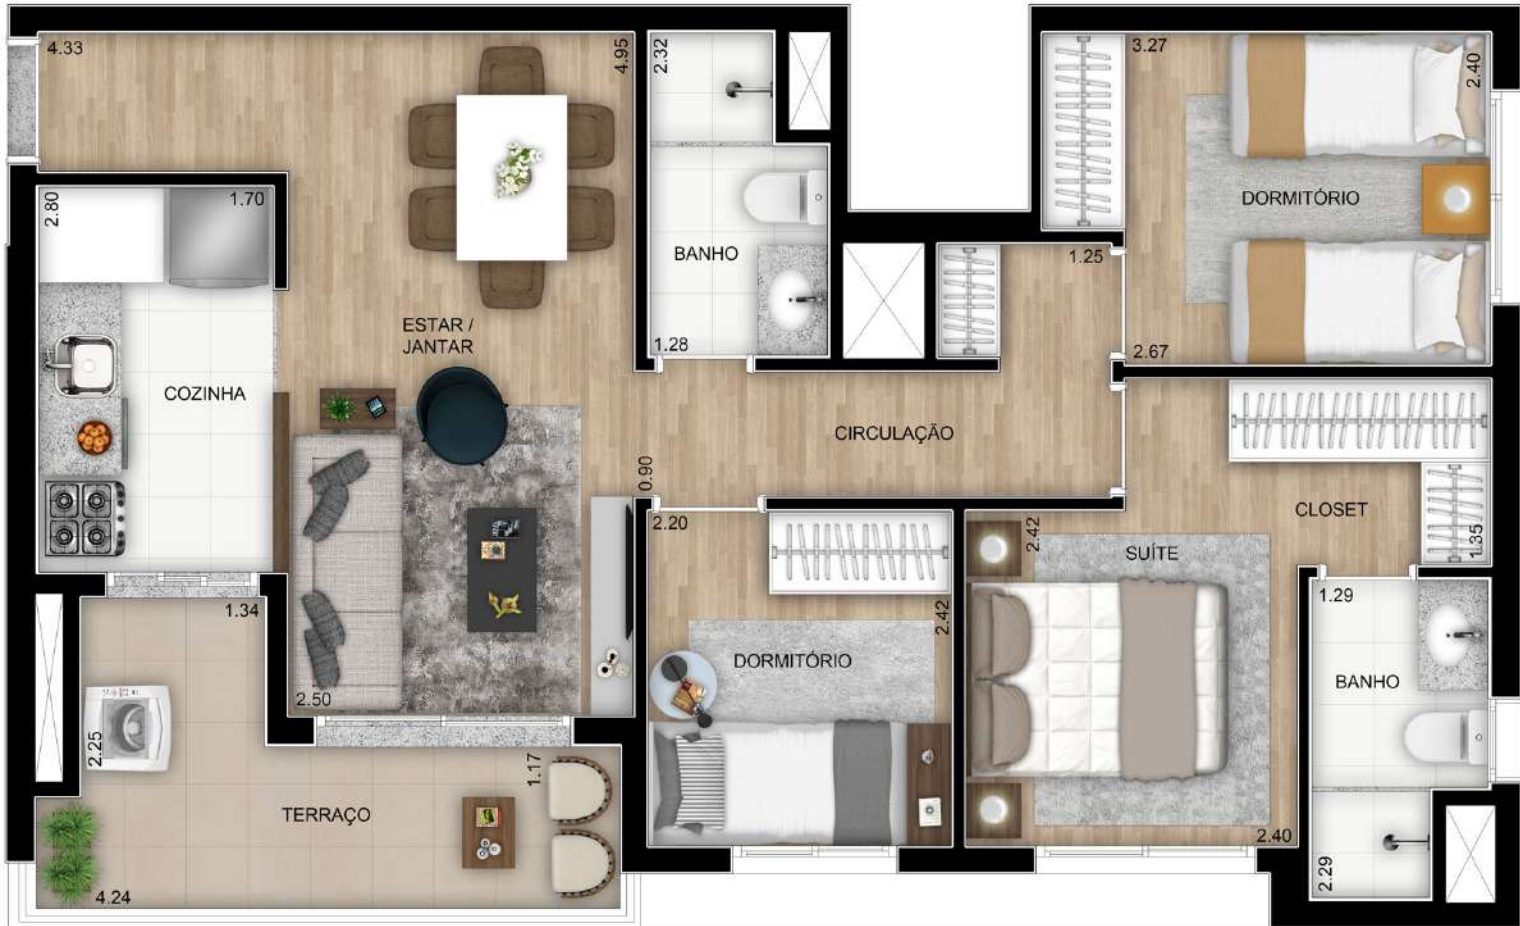 4.33
4.95
2.32
3.27
2.40
2.80
1.70
DORMITÓRIO
BANHO
1.25
ESTAR /
JANTAR
1.28
2.67
COZINHA
CIRCULAÇÃO
0.90
2.20
2.42
CLOSET
1.35
SUÍTE
1.34
1.29
2.42
DORMITÓRIO
BANHO
2.50
2.25
1.17
TERRAÇO
2.40
2.29
4.24